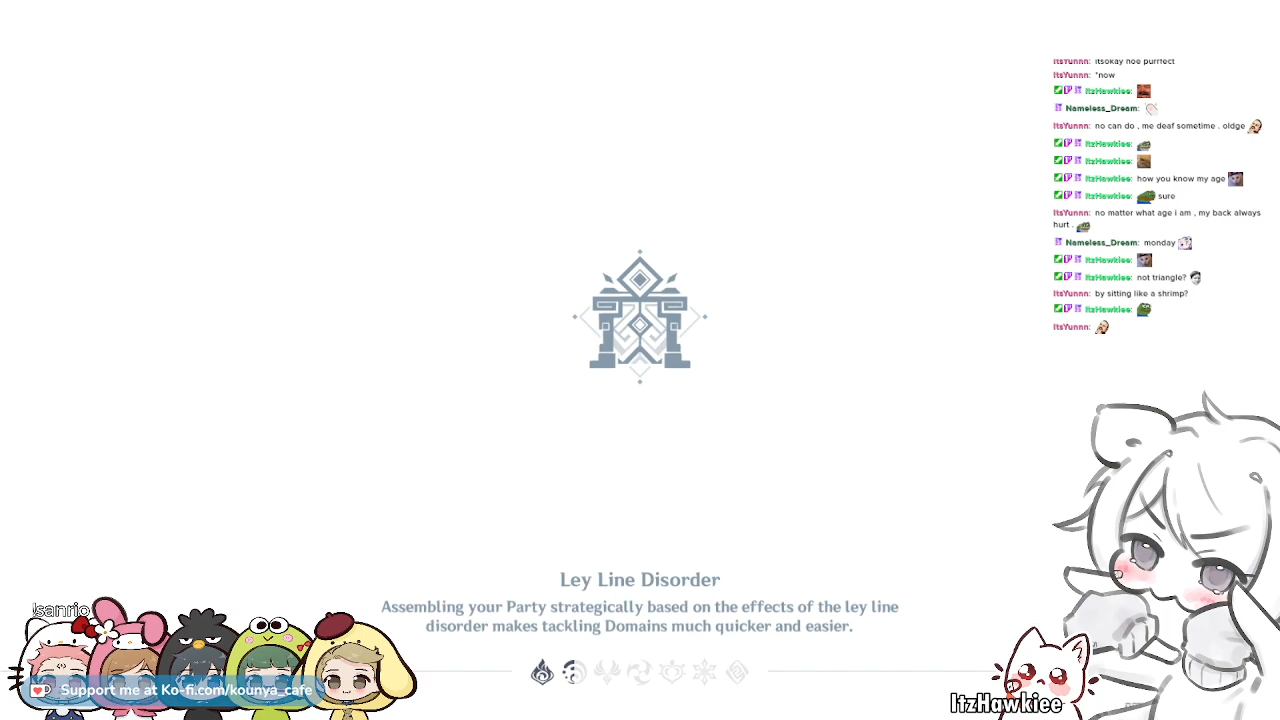 ItsYunnn: itsokay noe purrfect
ItsYunnn: *now
ItzHawkiee:
Nameless_Dream:
ItsYunnn: no can do , me deaf sometime . oldge
ItzHawkiee:
ItzHawkiee:
ItzHawkiee: how you know my age
ItzHawkiee: sure
ItsYunnn: no matter what age i am , my back always
hurt .
Nameless_Dream: monday
ItzHawkiee:
ItzHawkiee: not triangle?
ItsYunnn: by sitting like a shrimp?
ItzHawkiee:
ItsYunnn:
Ley Line Disorder
Assembling your Party strategically based on the effects of the ley line
disorder makes tackling Domains much quicker and easier.
!sanrio
Support me at Ko-fi.com/kounya_cafe
ItzHawkiee